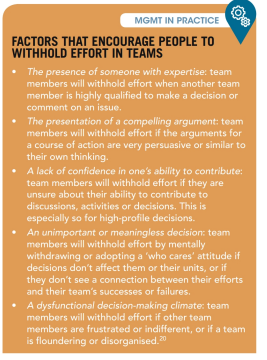 MGMT IN PRACTICE
FACTORS THAT ENCOURAGE PEOPLE TO
WITHHOLD EFFORT IN TEAMS
• The presence of someone with expertise: team
members will withhold effort when another team
member is highly qualified to make a decision or
comment on an issue.
• The presentation of a compelling argument: team
members will withhold effort if the arguments for
a course of action are very persuasive or similar to
their own thinking.
• A lack of confidence in one's ability to contribute:
team members will withhold effort if they are
unsure about their ability to contribute to
discussions, activities or decisions. This is
especially so for high-profile decisions.
• An unimportant or meaningless decision: team
members will withhold effort by mentally
withdrawing or adopting a 'who cares' attitude if
decisions don't affect them or their units, or if
they don't see a connection between their efforts
and their team's successes or failures.
• A dysfunctional decision-making climate: team
members will withhold effort if other team
members are frustrated or indifferent, or if a team
is floundering or disorganised.20